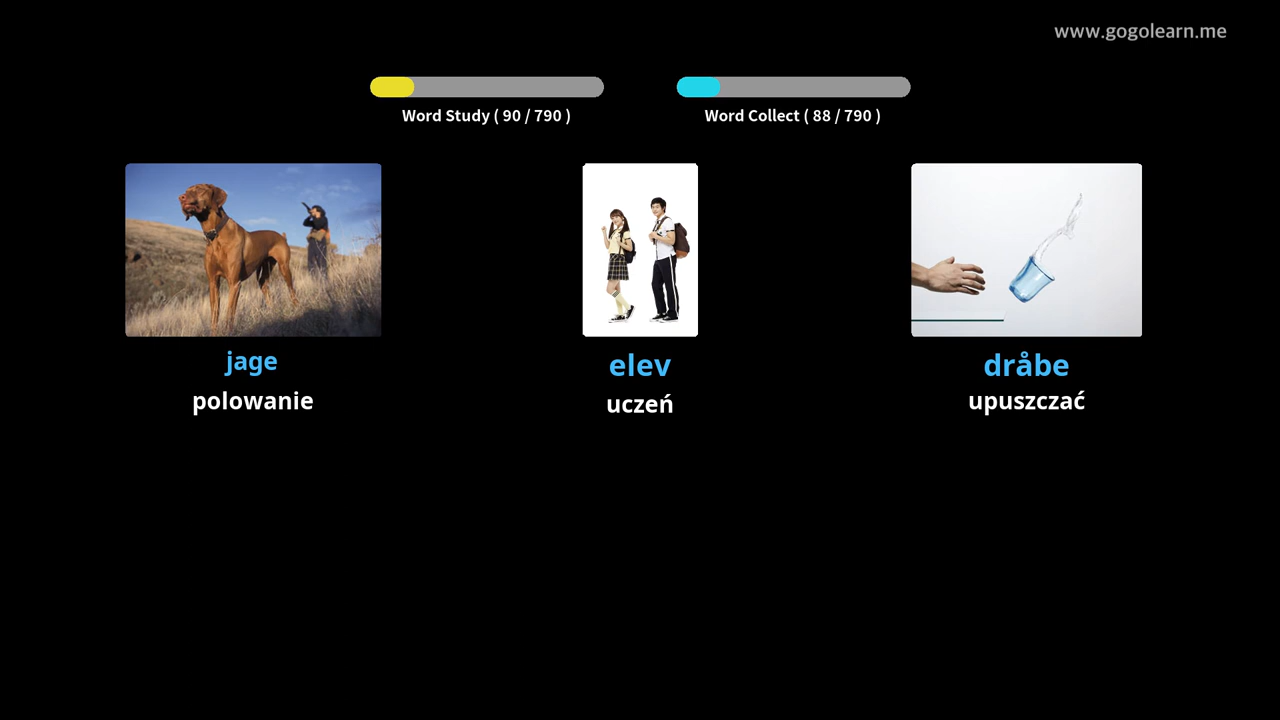 www.gogolearn.me
Word Study ( 90 / 790 )
Word Collect ( 88 / 790 )
jage
polowanie
elev
uczeń
dråbe
upuszczać